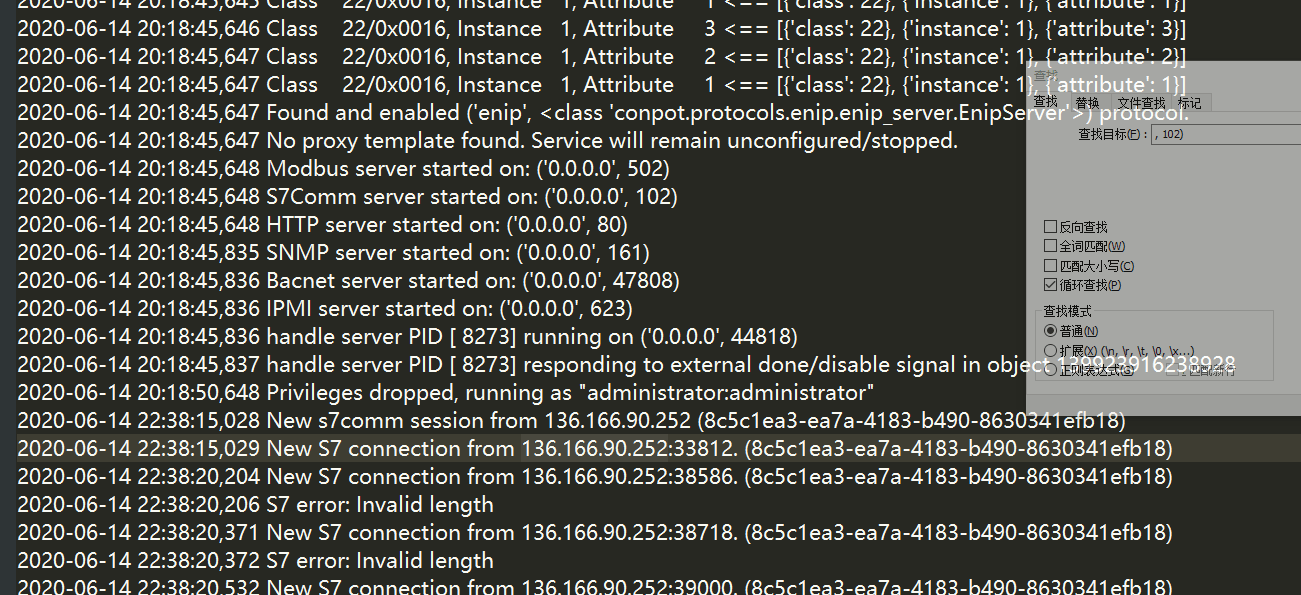 2020-06-14 20:18:45,645 Class    22/0x0016, Instance   1, Attribute     1 <== [{'class': 22}, {'instance': 1}, {'attribute': 1}]
2020-06-14 20:18:45,646 Class    22/0x0016, Instance   1, Attribute     3 <== [{'class': 22}, {'instance': 1}, {'attribute': 3}]
2020-06-14 20:18:45,647 Class    22/0x0016, Instance   1, Attribute     2 <== [{'class': 22}, {'instance': 1}, {'attribute': 2}]
2020-06-14 20:18:45,647 Class    22/0x0016, Instance   1, Attribute     1 <== [{'class': 22}, {'instance': 1}, {'attribute': 1}]
2020-06-14 20:18:45,647 Found and enabled ('enip', <class 'conpot.protocols.enip.enip_server.EnipServer'>) protocol.
2020-06-14 20:18:45,647 No proxy template found. Service will remain unconfigured/stopped.
2020-06-14 20:18:45,648 Modbus server started on: ('0.0.0.0', 502)
2020-06-14 20:18:45,648 S7Comm server started on: ('0.0.0.0', 102)
2020-06-14 20:18:45,648 HTTP server started on: ('0.0.0.0', 80)
2020-06-14 20:18:45,835 SNMP server started on: ('0.0.0.0', 161)
2020-06-14 20:18:45,836 Bacnet server started on: ('0.0.0.0', 47808)
2020-06-14 20:18:45,836 IPMI server started on: ('0.0.0.0', 623)
2020-06-14 20:18:45,836 handle server PID [ 8273] running on ('0.0.0.0', 44818)
2020-06-14 20:18:45,837 handle server PID [ 8273] responding to external done/disable signal in object 139923916238928
2020-06-14 20:18:50,648 Privileges dropped, running as "administrator:administrator"
2020-06-14 22:38:15,028 New s7comm session from 136.166.90.252 (8c5c1ea3-ea7a-4183-b490-8630341efb18)
2020-06-14 22:38:15,029 New S7 connection from 136.166.90.252:33812. (8c5c1ea3-ea7a-4183-b490-8630341efb18)
2020-06-14 22:38:20,204 New S7 connection from 136.166.90.252:38586. (8c5c1ea3-ea7a-4183-b490-8630341efb18)
2020-06-14 22:38:20,206 S7 error: Invalid length
2020-06-14 22:38:20,371 New S7 connection from 136.166.90.252:38718. (8c5c1ea3-ea7a-4183-b490-8630341efb18)
2020-06-14 22:38:20,372 S7 error: Invalid length
2020-06-14 22:38:20,532 New S7 connection from 136.166.90.252:39000. (8c5c1ea3-ea7a-4183-b490-8630341efb18)
查找
查找 替换 文件查找 标记
查找目标(F)： , 102)
反向查找
全词匹配(W)
匹配大小写(C)
循环查找(P)
查找模式
普通(N)
扩展(X) (\n, \r, \t, \0, \x...)
正则表达式(G)
匹配新行